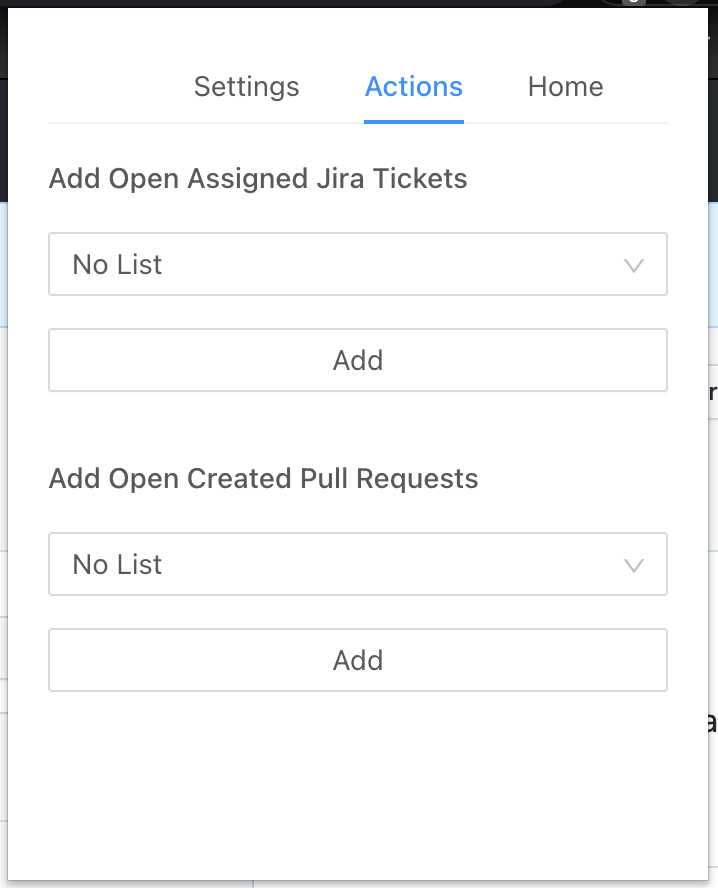 Settings Actions Home
Add Open Assigned Jira Tickets
No List
Add
Add Open Created Pull Requests
No List
Add